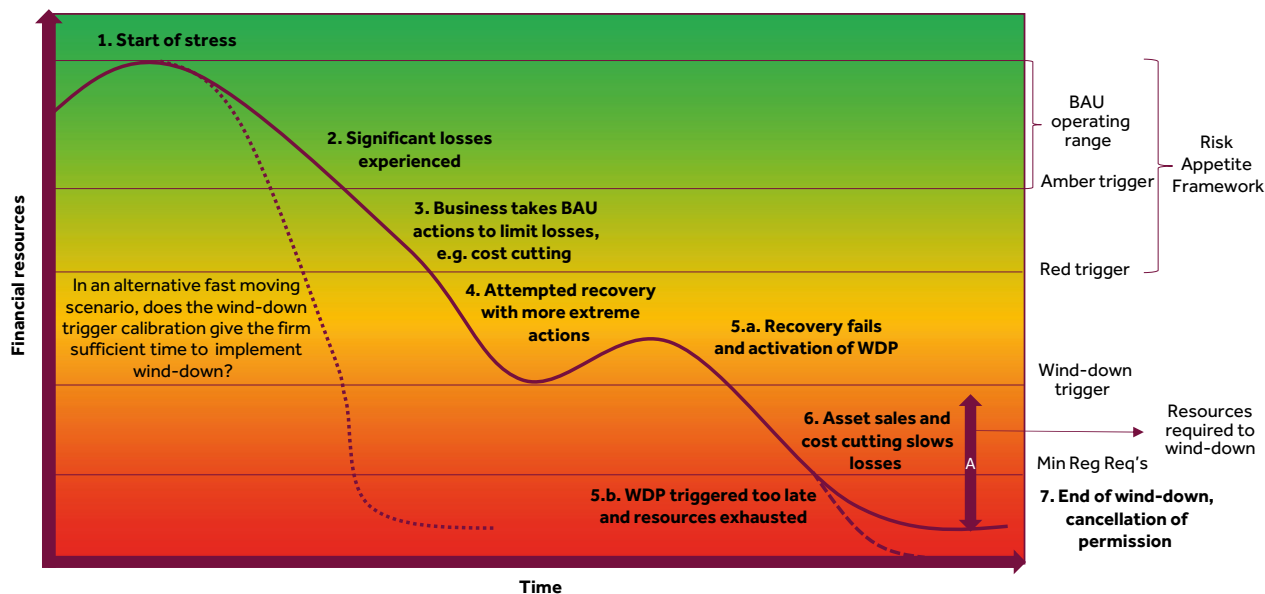 1. Start of stress
2. Significant losses
experienced
3. Business takes BAU
actions to limit losses,
e.g. cost cutting
In an alternative fast moving
scenario, does the wind-down
trigger calibration give the firm
sufficient time to implement
wind-down?
4. Attempted recovery
with more extreme
actions
5.a. Recovery fails
and activation of WDP
6. Asset sales and
cost cutting slows
losses
A
5.b. WDP triggered too late
and resources exhausted
BAU
operating
range
Amber trigger
Risk
Appetite
Framework
Red trigger
Wind-down
trigger
Resources
required to
wind-down
Min Reg Req's
7. End of wind-down,
cancellation of
permission
Financial resources
Time